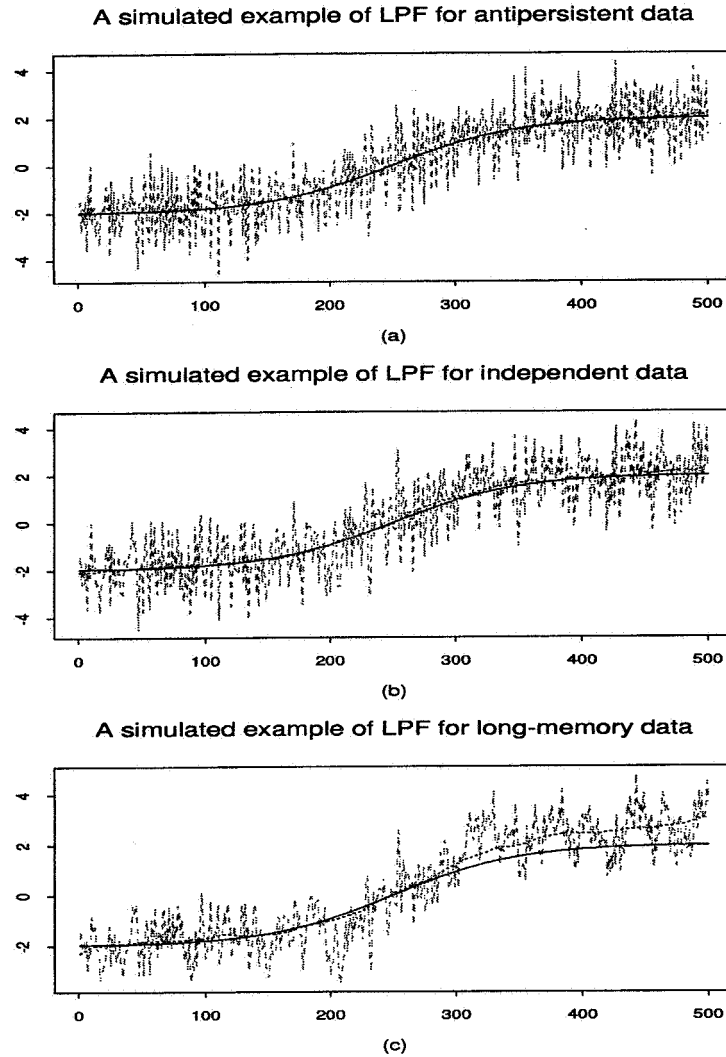 A simulated example of LPF for antipersistent data
4
2
0
-2
-4
0 100 200 300 400 500
(a)
A simulated example of LPF for independent data
4
2
0
-2
-4
0 100 200 300 400 500
(b)
A simulated example of LPF for long-memory data
4
2
0
-2
0 100 200 300 400 500
(c)